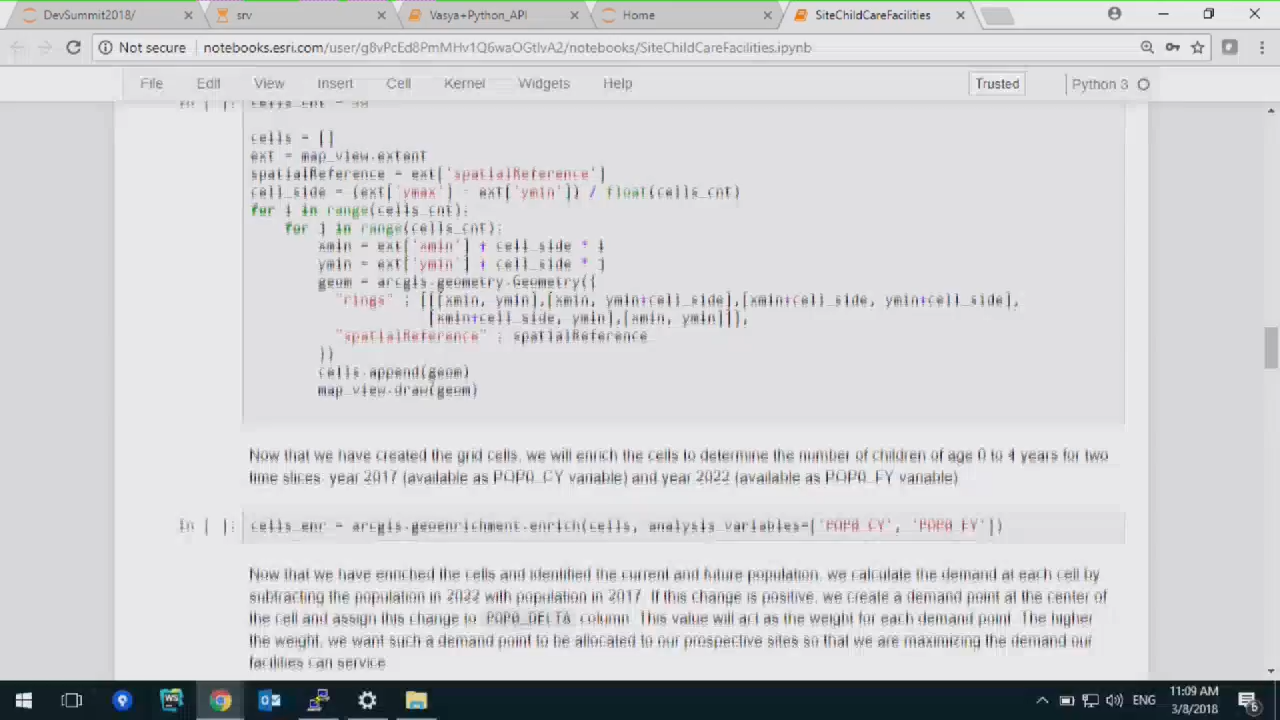 DevSummit2018/
srv
Vasya+Python_API
Home
SiteChildCareFacilities
Not secure
notebooks.esri.com/user/g8vPcEd8PmMHv1Q6waOGtlvA2/notebooks/SiteChildCareFacilities.ipynb
File Edit View Insert Cell Kernel Widgets Help Trusted Python 3
In [ ]:
cells = []
ext = map_view.extent
spatialReference = ext['spatialReference']
cell_side = (ext['ymax'] - ext['ymin']) / float(cells_cnt)
for i in range(cells_cnt):
for j in range(cells_cnt):
xmin = ext['xmin'] + cell_side * i
ymin = ext['ymin'] + cell_side * j
geom = arcgis.geometry.Geometry({
"rings" : [[[xmin, ymin],[xmin, ymin+cell_side],[xmin+cell_side, ymin+cell_side],
[xmin+cell_side, ymin],[xmin, ymin]]],
"spatialReference" : spatialReference
})
cells.append(geom)
map_view.draw(geom)
Now that we have created the grid cells, we will enrich the cells to determine the number of children of age 0 to 4 years for two
time slices: year 2017 (available as POP0_CY variable) and year 2022 (available as POP0_FY variable)
In [ ]: cells_enr = arcgis.geoenrichment.enrich(cells, analysis_variables=['POP0_CY', 'POP0_FY'])
Now that we have enriched the cells and identified the current and future population, we calculate the demand at each cell by
subtracting the population in 2022 with population in 2017. If this change is positive, we create a demand point at the center of
the cell and assign this change to POP0_DELTA column. This value will act as the weight for each demand point. The higher
the weight, we want such a demand point to be allocated to our prospective sites so that we are maximizing the demand our
facilities can service
ENG
11:09 AM
3/8/2018